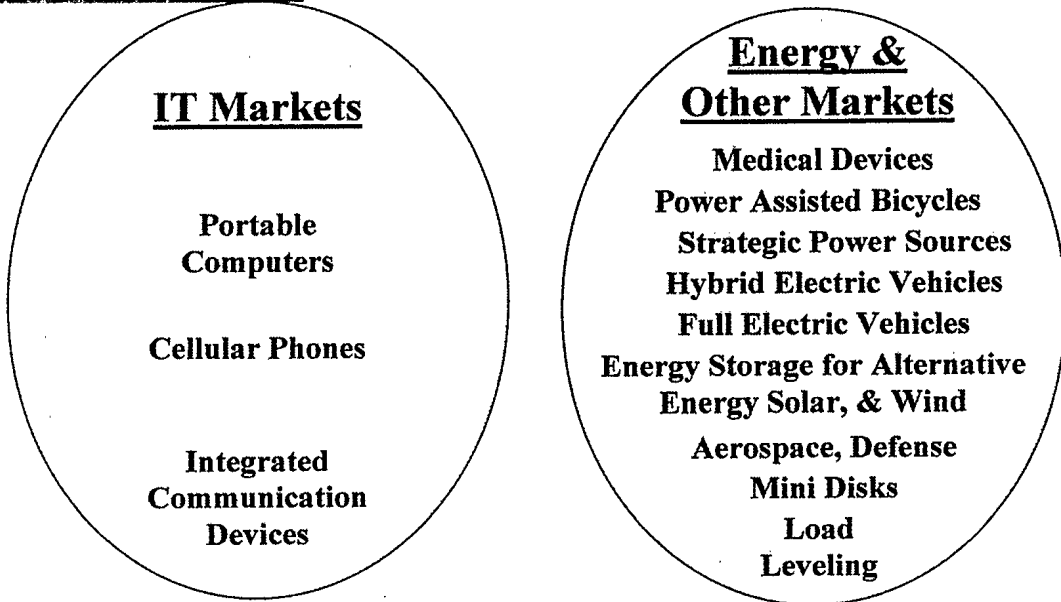 IT Markets
Portable
Computers
Cellular Phones
Integrated
Communication
Devices
Energy &
Other Markets
Medical Devices
Power Assisted Bicycles
Strategic Power Sources
Hybrid Electric Vehicles
Full Electric Vehicles
Energy Storage for Alternative
Energy Solar, & Wind
Aerospace, Defense
Mini Disks
Load
Leveling